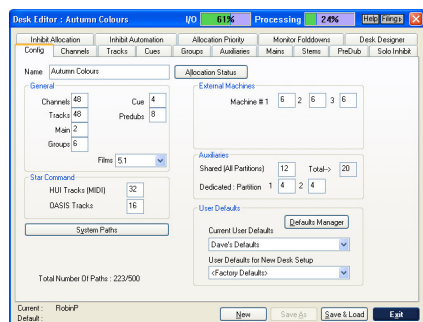 Desk Editor : Autumn Colours I/O 61% Processing 24% Help Filing
Inhibit Allocation Inhibit Automation Allocation Priority Monitor Folddowns Desk Designer
Config Channels Tracks Cues Groups Auxiliaries Mains Stems PreDub Solo Inhibit
Name Autumn Colours Allocation Status
General
Channels 48 Cue 4
Tracks 48 Predubs 8
Main 2
Groups 6
Films 5.1
External Machines
Machine # 1 6 2 6 3 6
Auxiliaries
Shared (All Partitions) 12 Total-> 20
Dedicated : Partition 1 4 2 4
Star Command
HUI Tracks (MIDI) 32
OASIS Tracks 16
System Paths
User Defaults
Defaults Manager
Current User Defaults
Dave's Defaults
User Defaults for New Desk Setup
<Factory Defaults>
Total Number Of Paths : 223/500
Current : RobinP
Default :
New Save As Save & Load Exit